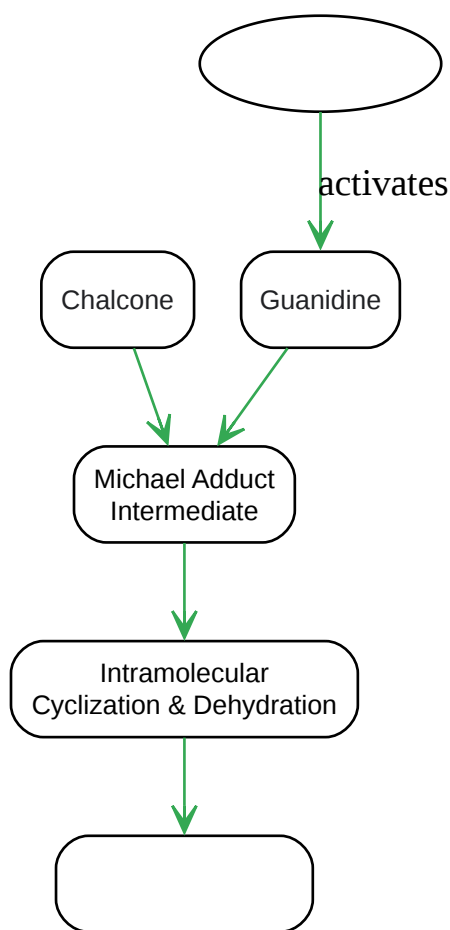 activates
Chalcone
Guanidine
Michael Adduct
Intermediate
Intramolecular
Cyclization & Dehydration